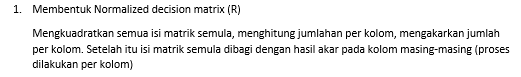 1. Membentuk Normalized decision matrix (R)
Mengkuadratkan semua isi matrik semula, menghitung jumlahan per kolom, mengakarkan jumlah
per kolom. Setelah itu isi matrik semula dibagi dengan hasil akar pada kolom masing-masing (proses
dilakukan per kolom)